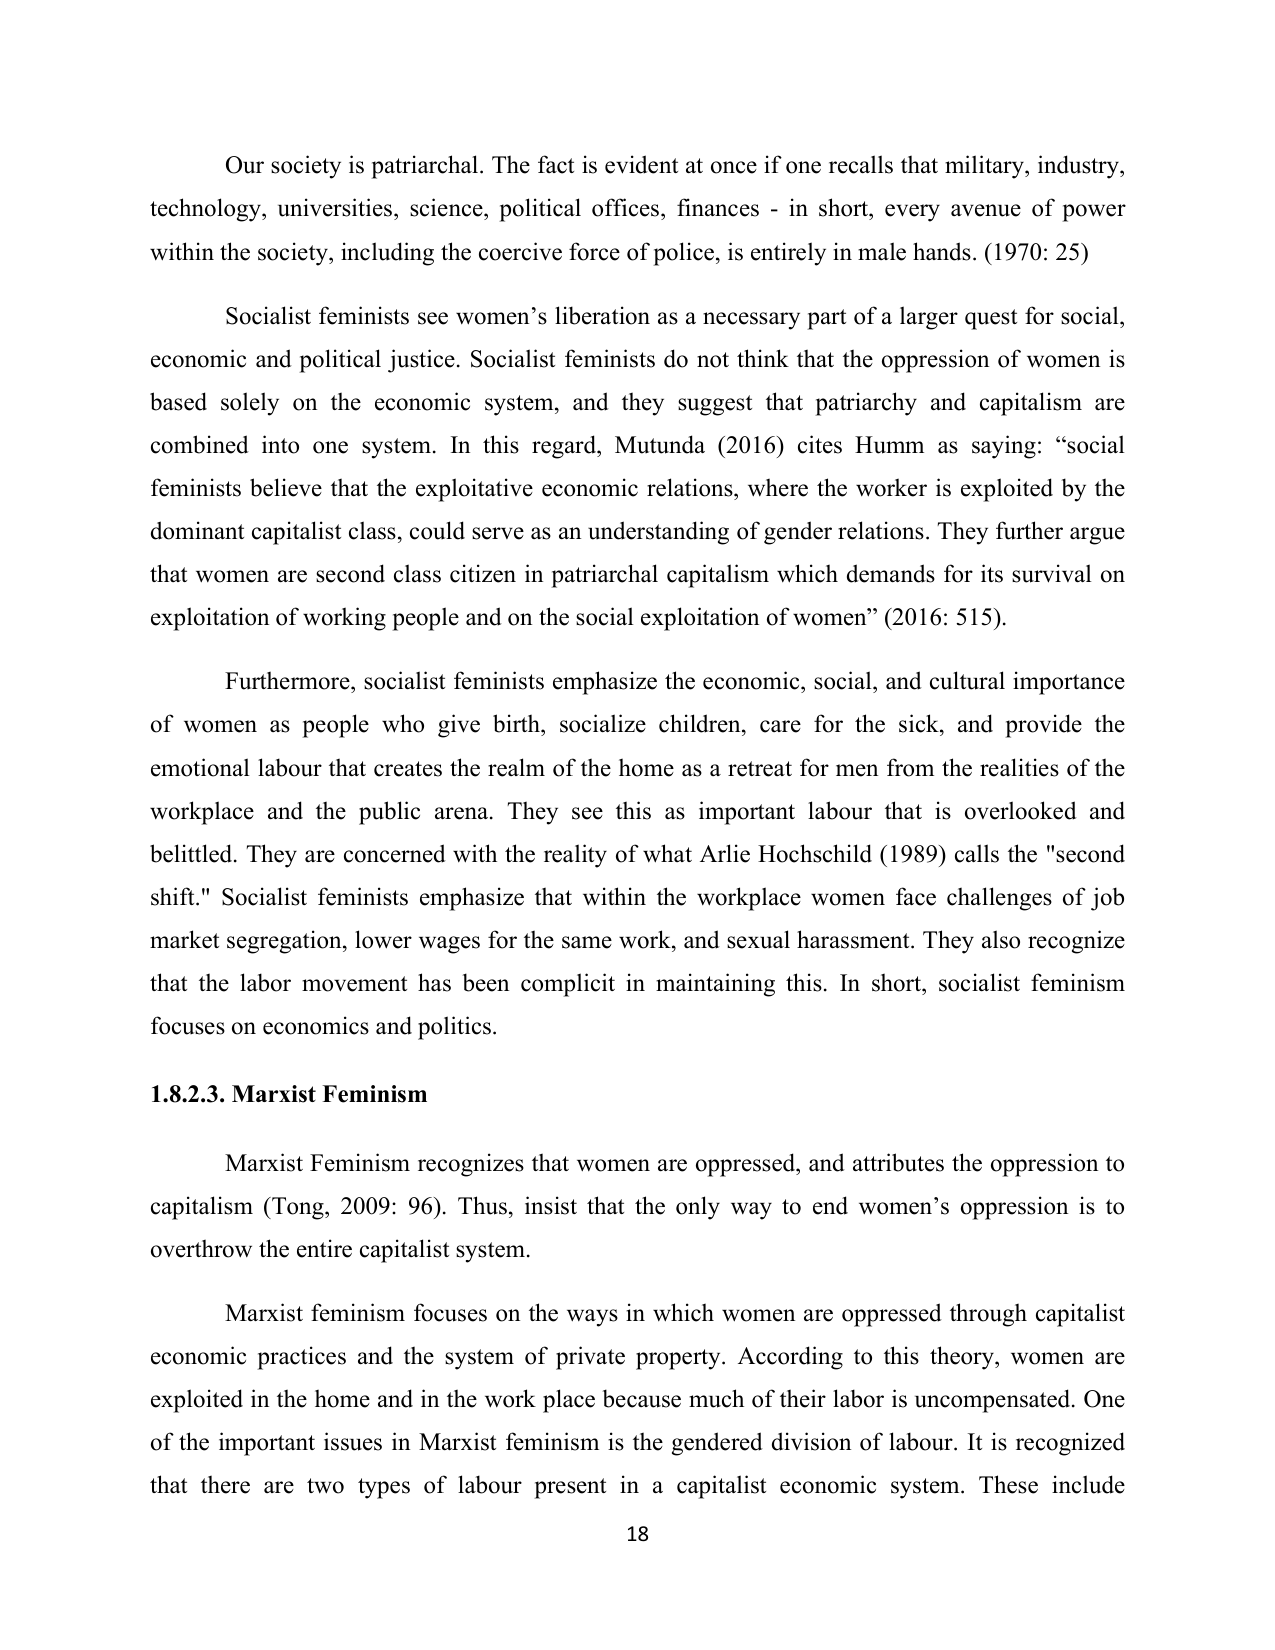 Our society is patriarchal. The fact is evident at once if one recalls that military, industry,
technology, universities, science, political offices, finances - in short, every avenue of power
within the society, including the coercive force of police, is entirely in male hands. (1970: 25)
Socialist feminists see women’s liberation as a necessary part of a larger quest for social,
economic and political justice. Socialist feminists do not think that the oppression of women is
based solely on the economic system, and they suggest that patriarchy and capitalism are
combined into one system. In this regard, Mutunda (2016) cites Humm as saying: “social
feminists believe that the exploitative economic relations, where the worker is exploited by the
dominant capitalist class, could serve as an understanding of gender relations. They further argue
that women are second class citizen in patriarchal capitalism which demands for its survival on
exploitation of working people and on the social exploitation of women” (2016: 515).
Furthermore, socialist feminists emphasize the economic, social, and cultural importance
of women as people who give birth, socialize children, care for the sick, and provide the
emotional labour that creates the realm of the home as a retreat for men from the realities of the
workplace and the public arena. They see this as important labour that is overlooked and
belittled. They are concerned with the reality of what Arlie Hochschild (1989) calls the "second
shift." Socialist feminists emphasize that within the workplace women face challenges of job
market segregation, lower wages for the same work, and sexual harassment. They also recognize
that the labor movement has been complicit in maintaining this. In short, socialist feminism
focuses on economics and politics.
1.8.2.3. Marxist Feminism
Marxist Feminism recognizes that women are oppressed, and attributes the oppression to
capitalism (Tong, 2009: 96). Thus, insist that the only way to end women’s oppression is to
overthrow the entire capitalist system.
Marxist feminism focuses on the ways in which women are oppressed through capitalist
economic practices and the system of private property. According to this theory, women are
exploited in the home and in the work place because much of their labor is uncompensated. One
of the important issues in Marxist feminism is the gendered division of labour. It is recognized
that there are two types of labour present in a capitalist economic system. These include
18